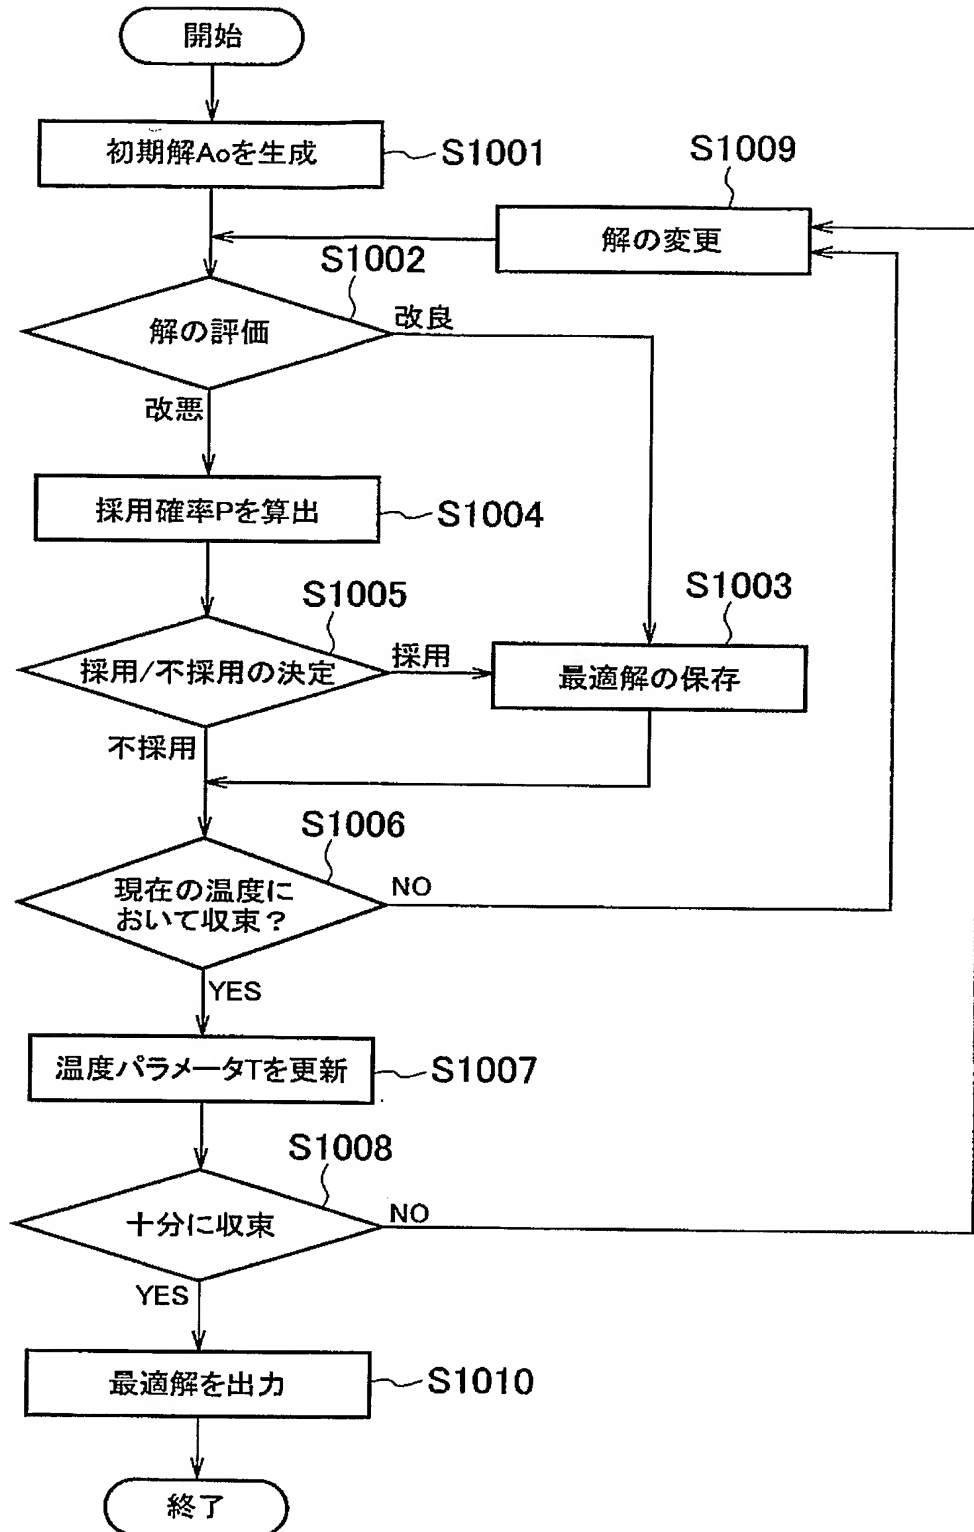 開始
初期解Aoを生成
S1001
S1009
解の変更
S1002
解の評価
改良
改悪
採用確率Pを算出
S1004
S1005
採用/不採用の決定
採用
S1003
最適解の保存
不採用
S1006
現在の温度に
おいて収束?
NO
YES
温度パラメータTを更新
S1007
S1008
十分に収束
NO
YES
最適解を出力
S1010
終了